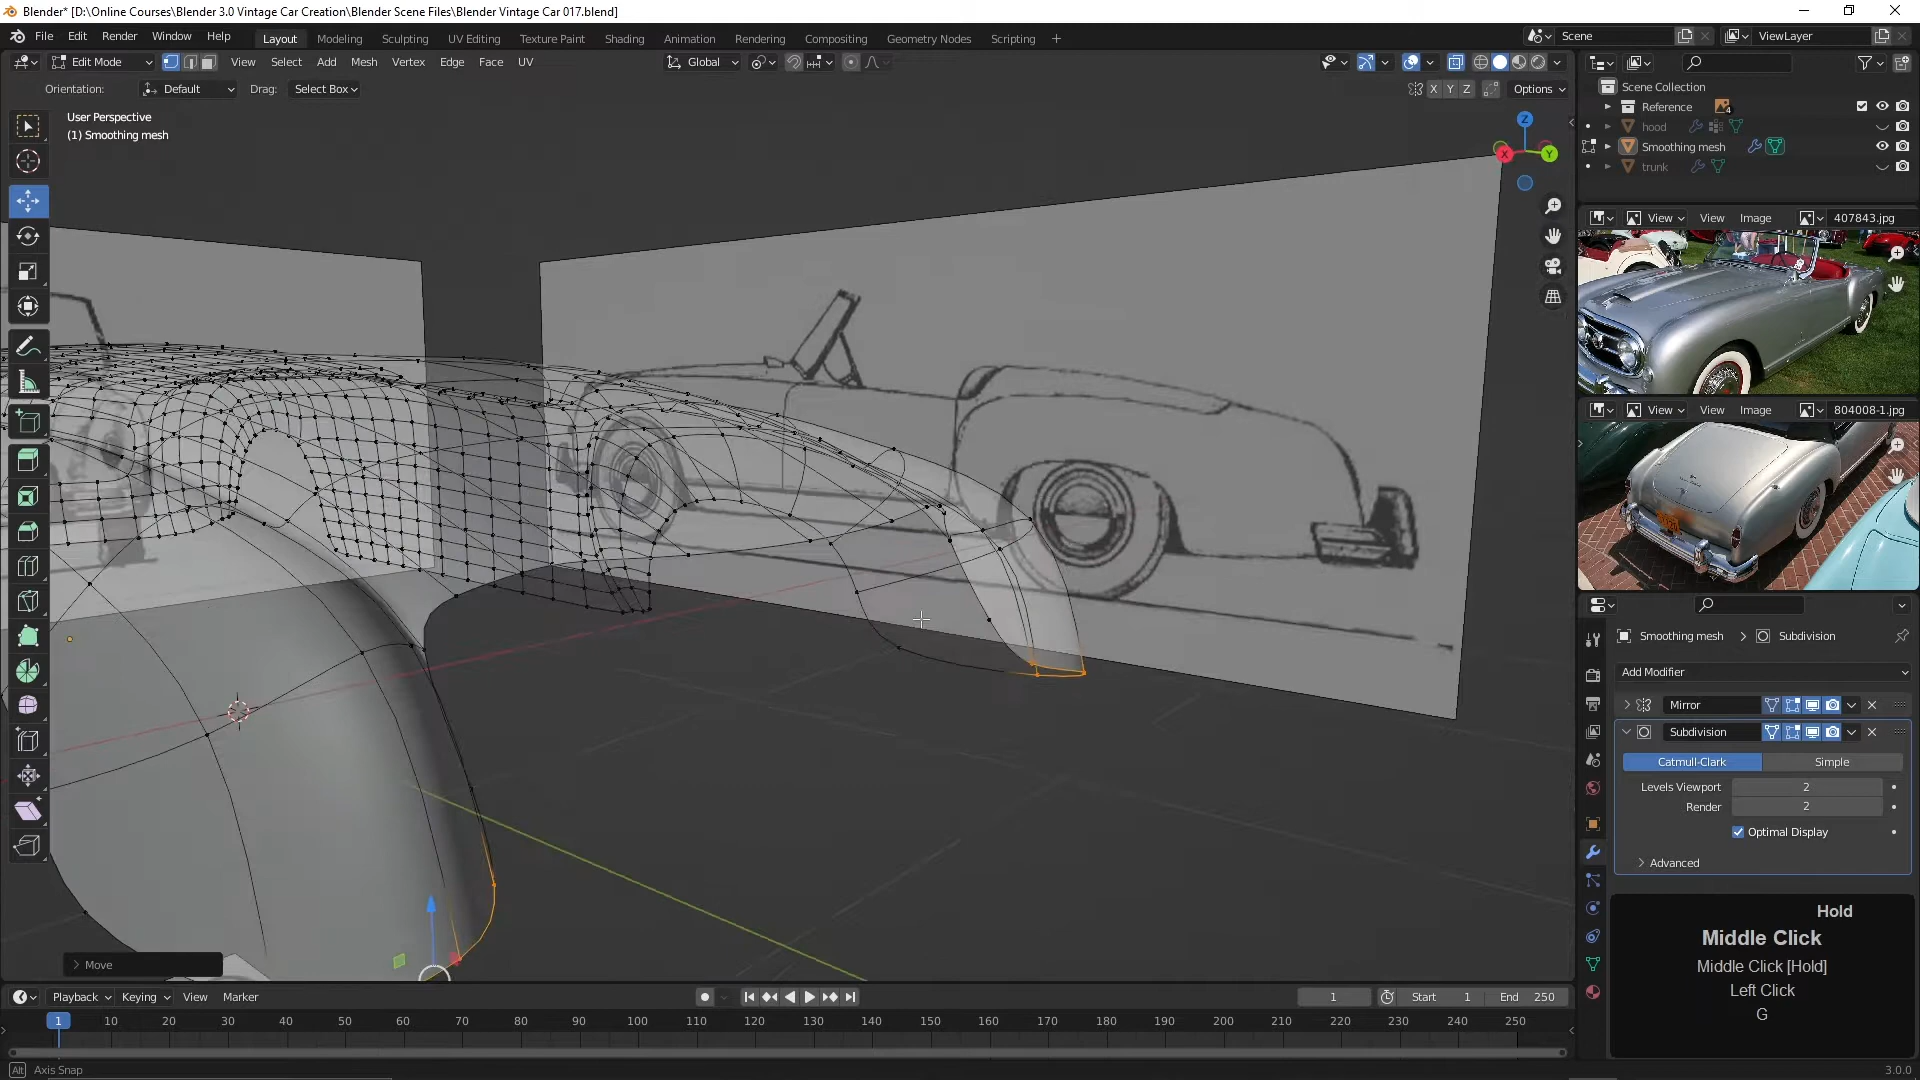 Blender* [D:\Online Courses\Blender 3.0 Vintage Car Creation\Blender Scene Files\Blender Vintage Car 017.blend]
File Edit Render Window Help
Layout Modeling Sculpting UV Editing Texture Paint Shading Animation Rendering Compositing Geometry Nodes Scripting +
Scene ViewLayer
Edit Mode View Select Add Mesh Vertex Edge Face UV Global
Orientation: Default Drag: Select Box X Y Z Options
User Perspective
(1) Smoothing mesh
Z
X Y
Scene Collection
Reference 4
hood
Smoothing mesh
trunk
View View Image 407843.jpg
View View Image 804008-1.jpg
Smoothing mesh > Subdivision
Add Modifier
Mirror
Subdivision
Catmull-Clark Simple
Levels Viewport 2
Render 2
Optimal Display
Advanced
Hold
Middle Click
Middle Click [Hold]
Left Click
G
Move
Playback Keying View Marker 1 Start 1 End 250
1 10 20 30 40 50 60 70 80 90 100 110 120 130 140 150 160 170 180 190 200 210 220 230 240 250
Alt Axis Snap 3.0.0